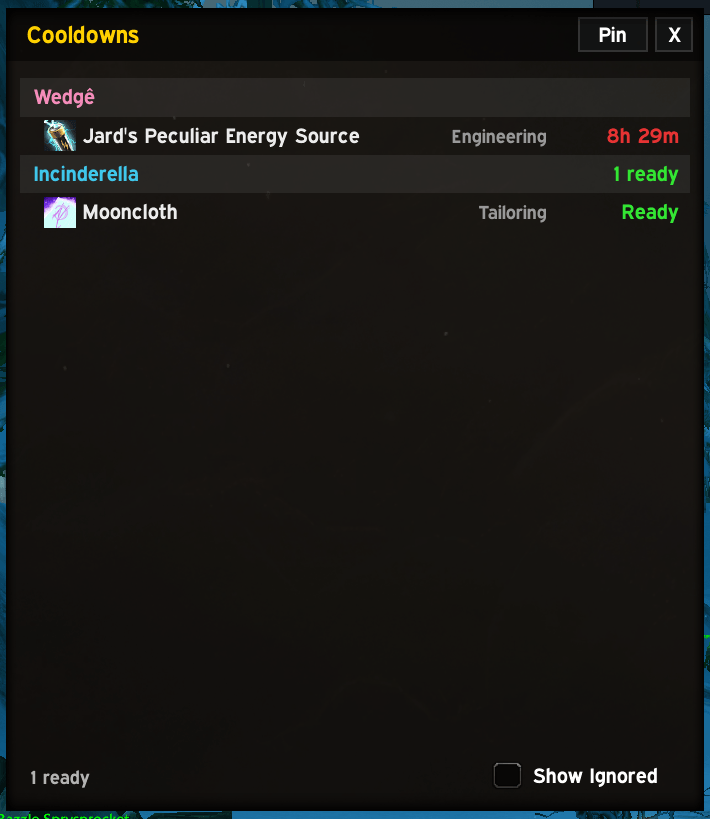 Cooldowns Pin X
Wedgê
Jard's Peculiar Energy Source Engineering 8h 29m
Incinderella 1 ready
Mooncloth Tailoring Ready
1 ready Show Ignored